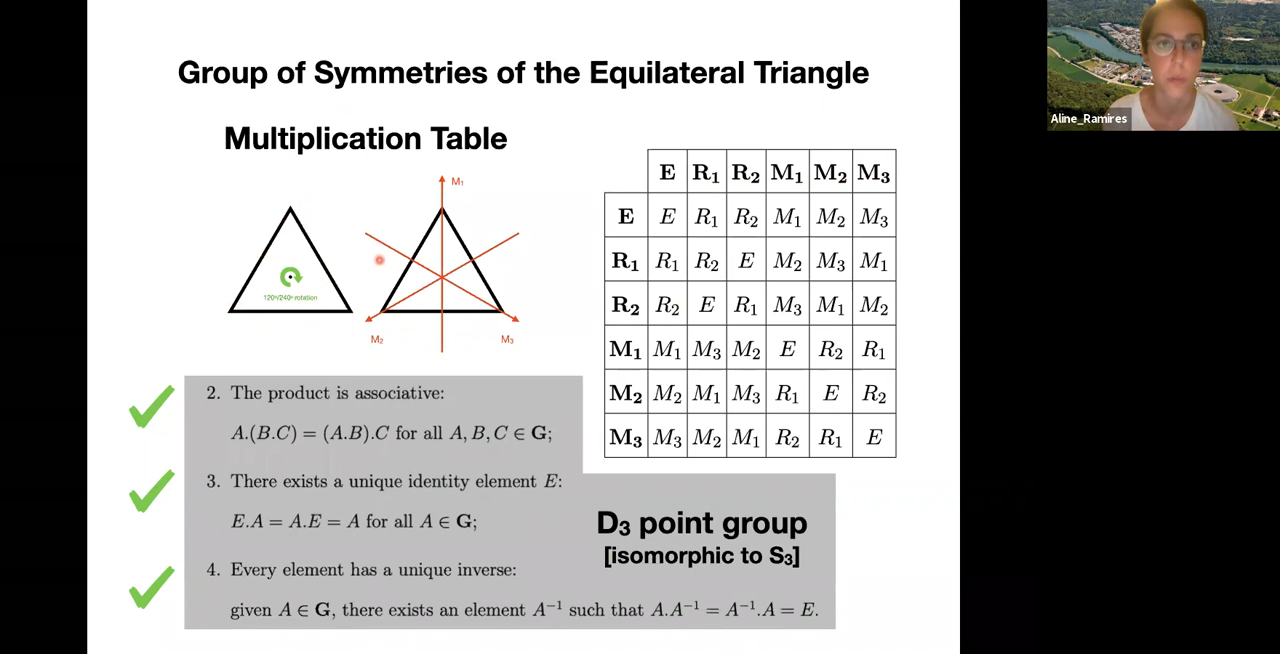 Group of Symmetries of the Equilateral Triangle
Multiplication Table
120º/240º rotation
M₁
M₂
M₃
E R₁ R₂ M₁ M₂ M₃
E E R₁ R₂ M₁ M₂ M₃
R₁ R₁ R₂ E M₂ M₃ M₁
R₂ R₂ E R₁ M₃ M₁ M₂
M₁ M₁ M₃ M₂ E R₂ R₁
M₂ M₂ M₁ M₃ R₁ E R₂
M₃ M₃ M₂ M₁ R₂ R₁ E
2. The product is associative:
A.(B.C) = (A.B).C for all A, B, C ∈ G;
3. There exists a unique identity element E:
E.A = A.E = A for all A ∈ G;
4. Every element has a unique inverse:
given A ∈ G, there exists an element A⁻¹ such that A.A⁻¹ = A⁻¹.A = E.
D₃ point group
[isomorphic to S₃]
Aline_Ramires